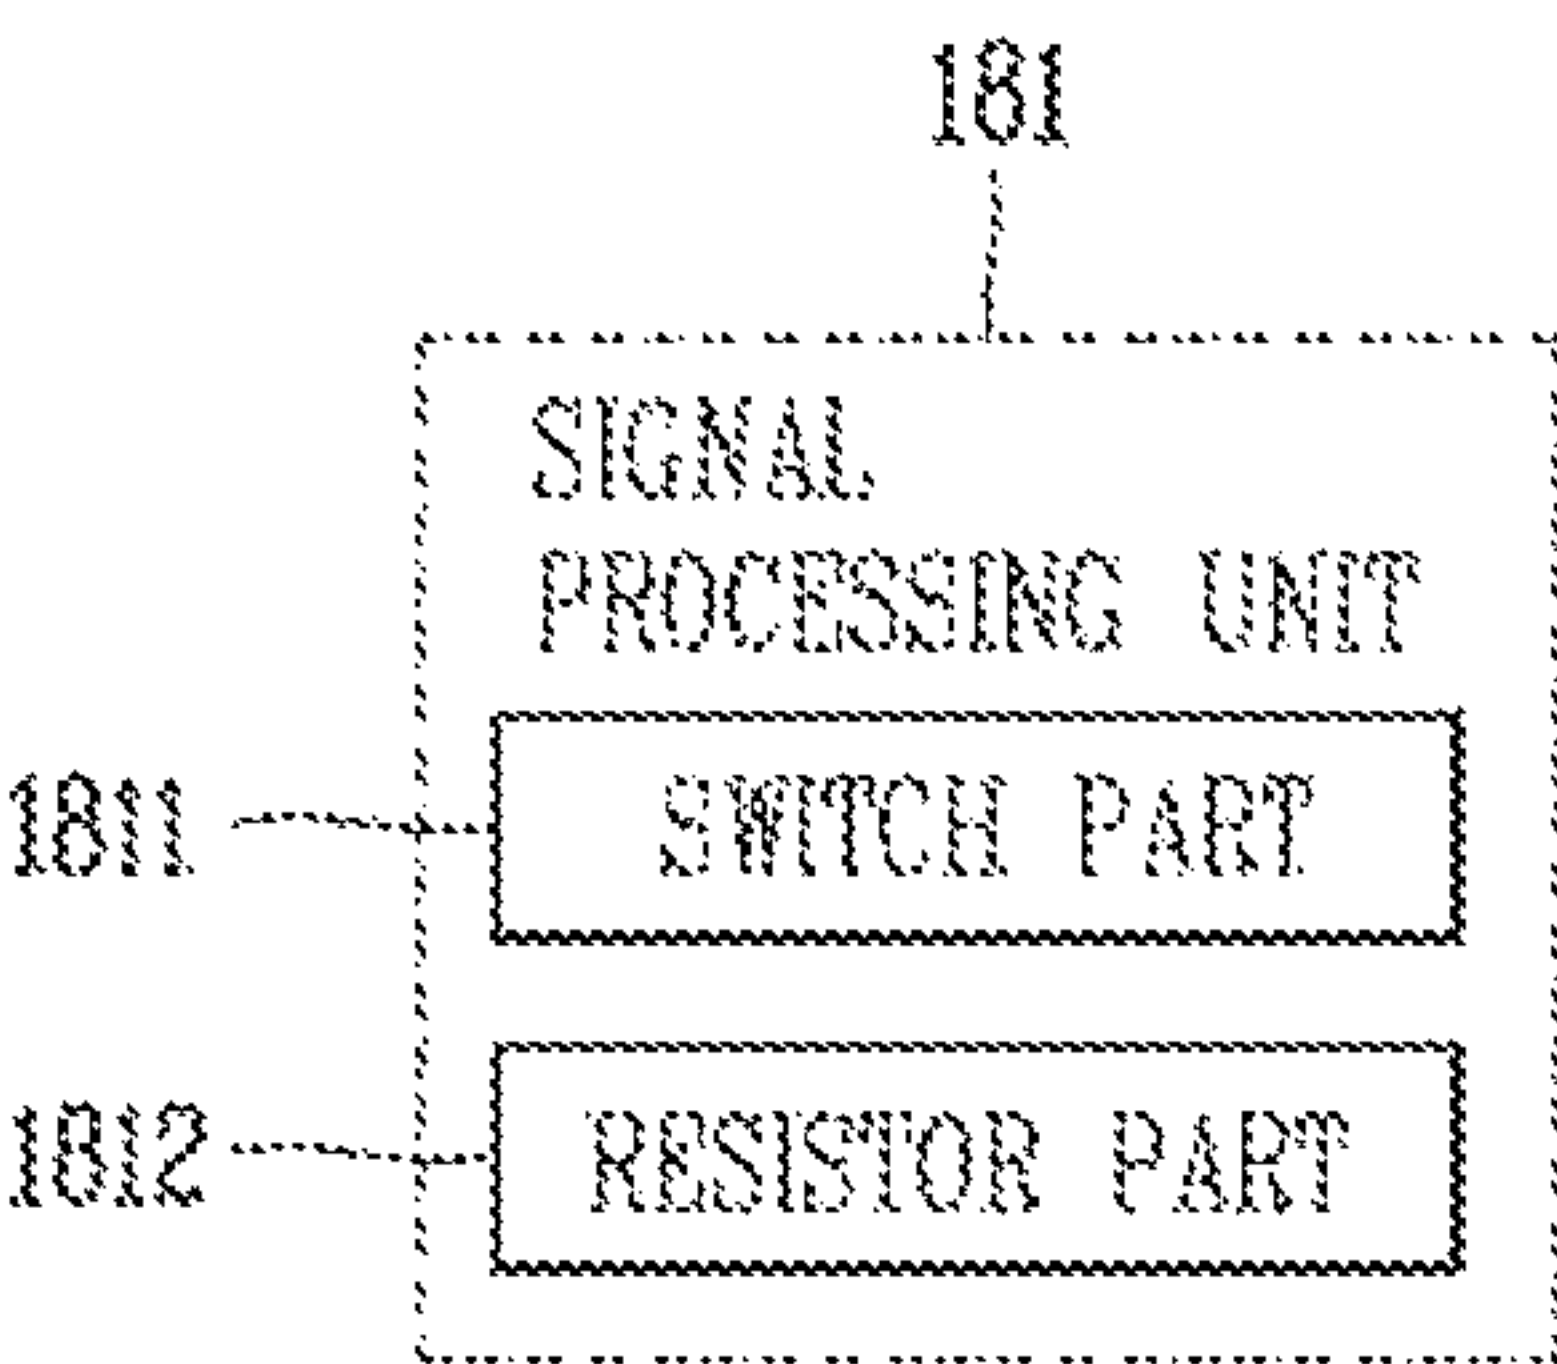 181
SIGNAL
PROCESSING UNIT
1811
SWITCH PART
1812
RESISTOR PART